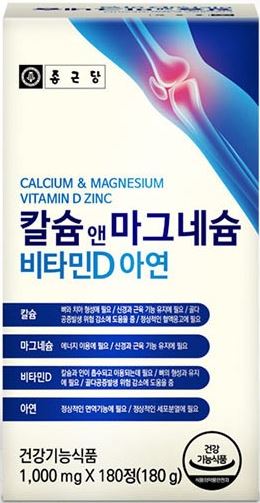 종근당
CALCIUM & MAGNESIUM
VITAMIN D ZINC
칼슘 앤 마그네슘
비타민D 아연
칼슘
뼈와 치아 형성에 필요 / 신경과 근육 기능 유지에 필요 / 골다
공증발생 위험 감소에 도움을 줌 / 정상적인 혈액응고에 필요
마그네슘
에너지 이용에 필요 / 신경과 근육 기능 유지에 필요
비타민D
칼슘과 인이 흡수되고 이용되는데 필요 / 뼈의 형성과 유지
에 필요 / 골다공증발생 위험 감소에 도움을 줌
아연
정상적인 면역기능에 필요 / 정상적인 세포분열에 필요
건강기능식품
1,000 mg X 180정(180 g)
건강
기능식품
식품의약품안전처